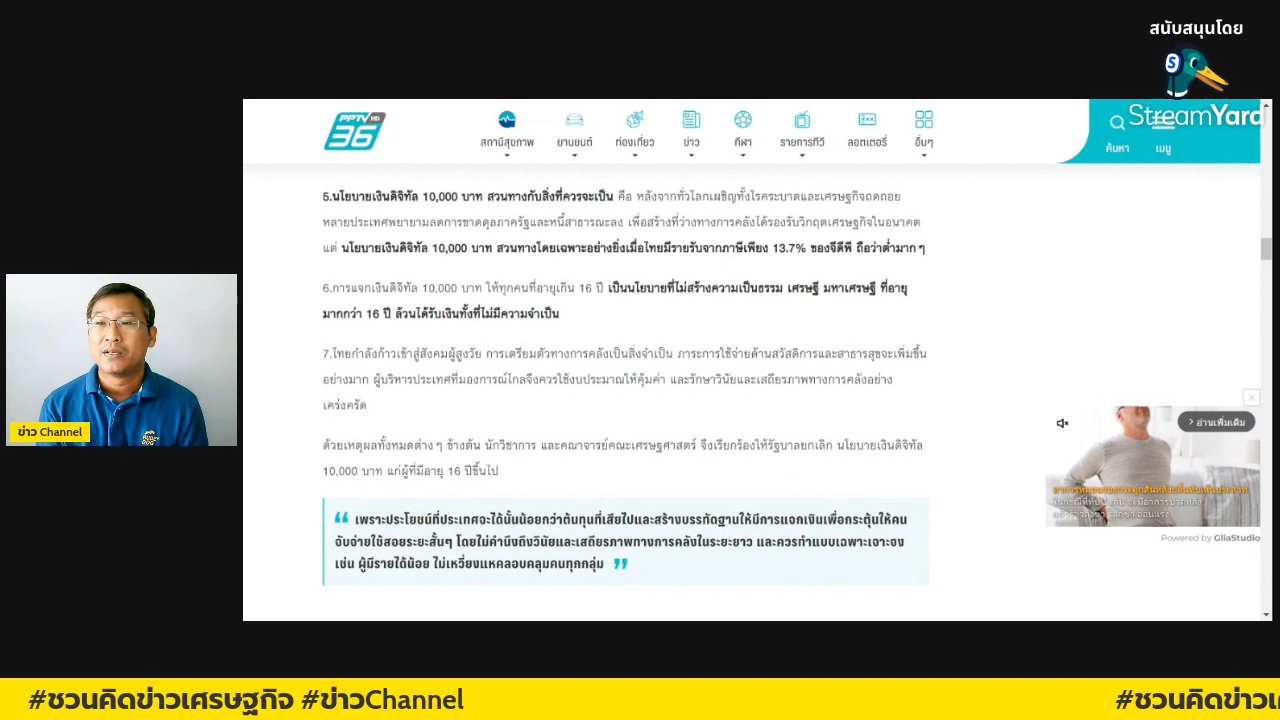 สนับสนุนโดย
StreamYard
PPTV HD 36
สถานีสุขภาพ ยานยนต์ ท่องเที่ยว ข่าว กีฬา รายการทีวี ลอตเตอรี่ อื่นๆ
ค้นหา เมนู
5.นโยบายเงินดิจิทัล 10,000 บาท สวนทางกับสิ่งที่ควรจะเป็น คือ หลังจากทั่วโลกเผชิญทั้งโรคระบาดและเศรษฐกิจถดถอย
หลายประเทศพยายามลดการขาดดุลภาครัฐและหนี้สาธารณะลง เพื่อสร้างที่ว่างทางการคลังได้รองรับวิกฤตเศรษฐกิจในอนาคต
แต่ นโยบายเงินดิจิทัล 10,000 บาท สวนทางโดยเฉพาะอย่างยิ่งเมื่อไทยมีรายรับจากภาษีเพียง 13.7% ของจีดีพี ถือว่าต่ำมาก ๆ
6.การแจกเงินดิจิทัล 10,000 บาท ให้ทุกคนที่อายุเกิน 16 ปี เป็นนโยบายที่ไม่สร้างความเป็นธรรม เศรษฐี มหาเศรษฐี ที่อายุ
มากกว่า 16 ปี ล้วนได้รับเงินทั้งที่ไม่มีความจำเป็น
7.ไทยกำลังก้าวเข้าสู่สังคมผู้สูงวัย การเตรียมตัวทางการคลังเป็นสิ่งจำเป็น ภาระการใช้จ่ายด้านสวัสดิการและสาธารสุขจะเพิ่มขึ้น
อย่างมาก ผู้บริหารประเทศที่มองการณ์ไกลจึงควรใช้งบประมาณให้คุ้มค่า และรักษาวินัยและเสถียรภาพทางการคลังอย่าง
เคร่งครัด
ด้วยเหตุผลทั้งหมดต่าง ๆ ข้างต้น นักวิชาการ และคณาจารย์คณะเศรษฐศาสตร์ จึงเรียกร้องให้รัฐบาลยกเลิก นโยบายเงินดิจิทัล
10,000 บาท แก่ผู้ที่มีอายุ 16 ปีขึ้นไป
“ เพราะประโยชน์ที่ประเทศจะได้นั้นน้อยกว่าต้นทุนที่เสียไปและสร้างบรรทัดฐานให้มีการแจกเงินเพื่อกระตุ้นให้คน
จับจ่ายใช้สอยระยะสั้นๆ โดยไม่คำนึงถึงวินัยและเสถียรภาพทางการคลังในระยะยาว และควรทำแบบเฉพาะเจาะจง
เช่น ผู้มีรายได้น้อย ไม่เหวี่ยงแหคลอบคลุมคนทุกกลุ่ม ”
อ่านเพิ่มเติม
Powered by GliaStudio
ข่าว Channel
#ชวนคิดข่าวเศรษฐกิจ #ข่าวChannel
#ชวนคิดข่าวเ